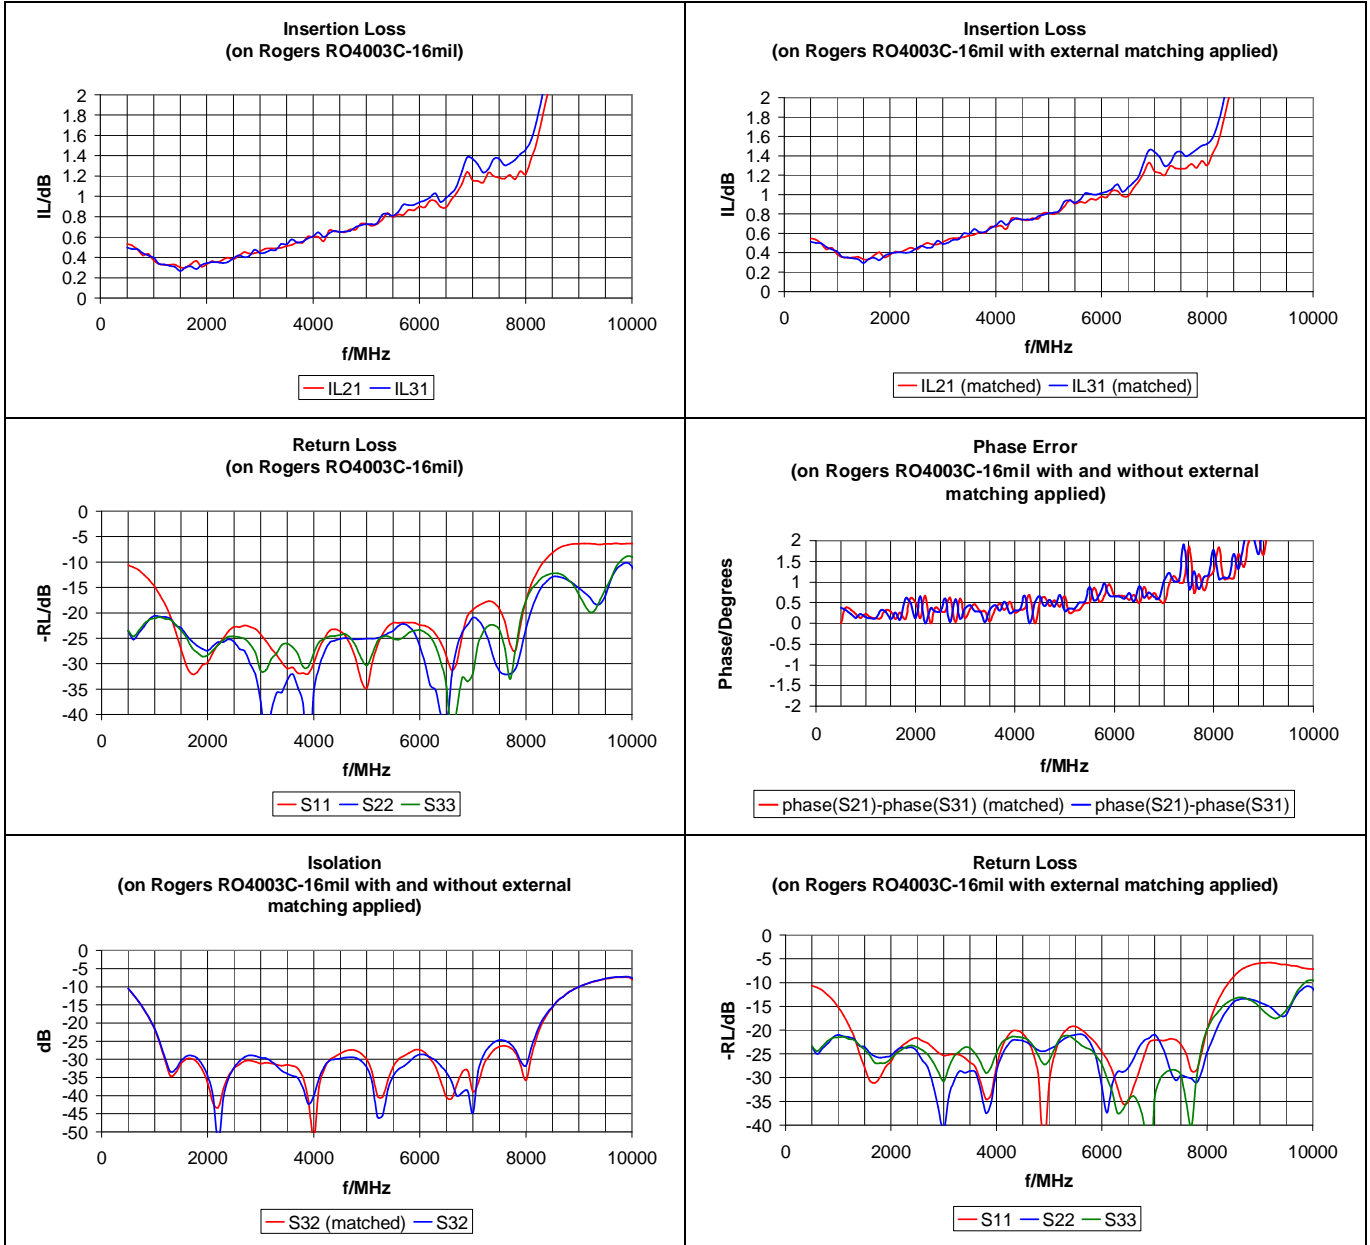 Insertion Loss
(on Rogers RO4003C-16mil)
2
1.8
1.6
1.4
1.2
1
0.8
0.6
0.4
0.2
0
IL/dB
0 2000 4000 6000 8000 10000
f/MHz
IL21 IL31
Insertion Loss
(on Rogers RO4003C-16mil with external matching applied)
2
1.8
1.6
1.4
1.2
1
0.8
0.6
0.4
0.2
0
IL/dB
0 2000 4000 6000 8000 10000
f/MHz
IL21 (matched) IL31 (matched)
Return Loss
(on Rogers RO4003C-16mil)
0
-5
-10
-15
-20
-25
-30
-35
-40
-RL/dB
0 2000 4000 6000 8000 10000
f/MHz
S11 S22 S33
Phase Error
(on Rogers RO4003C-16mil with and without external
matching applied)
2
1.5
1
0.5
0
-0.5
-1
-1.5
-2
Phase/Degrees
0 2000 4000 6000 8000 10000
f/MHz
phase(S21)-phase(S31) (matched) phase(S21)-phase(S31)
Isolation
(on Rogers RO4003C-16mil with and without external
matching applied)
0
-5
-10
-15
-20
-25
-30
-35
-40
-45
-50
dB
0 2000 4000 6000 8000 10000
f/MHz
S32 (matched) S32
Return Loss
(on Rogers RO4003C-16mil with external matching applied)
0
-5
-10
-15
-20
-25
-30
-35
-40
-RL/dB
0 2000 4000 6000 8000 10000
f/MHz
S11 S22 S33